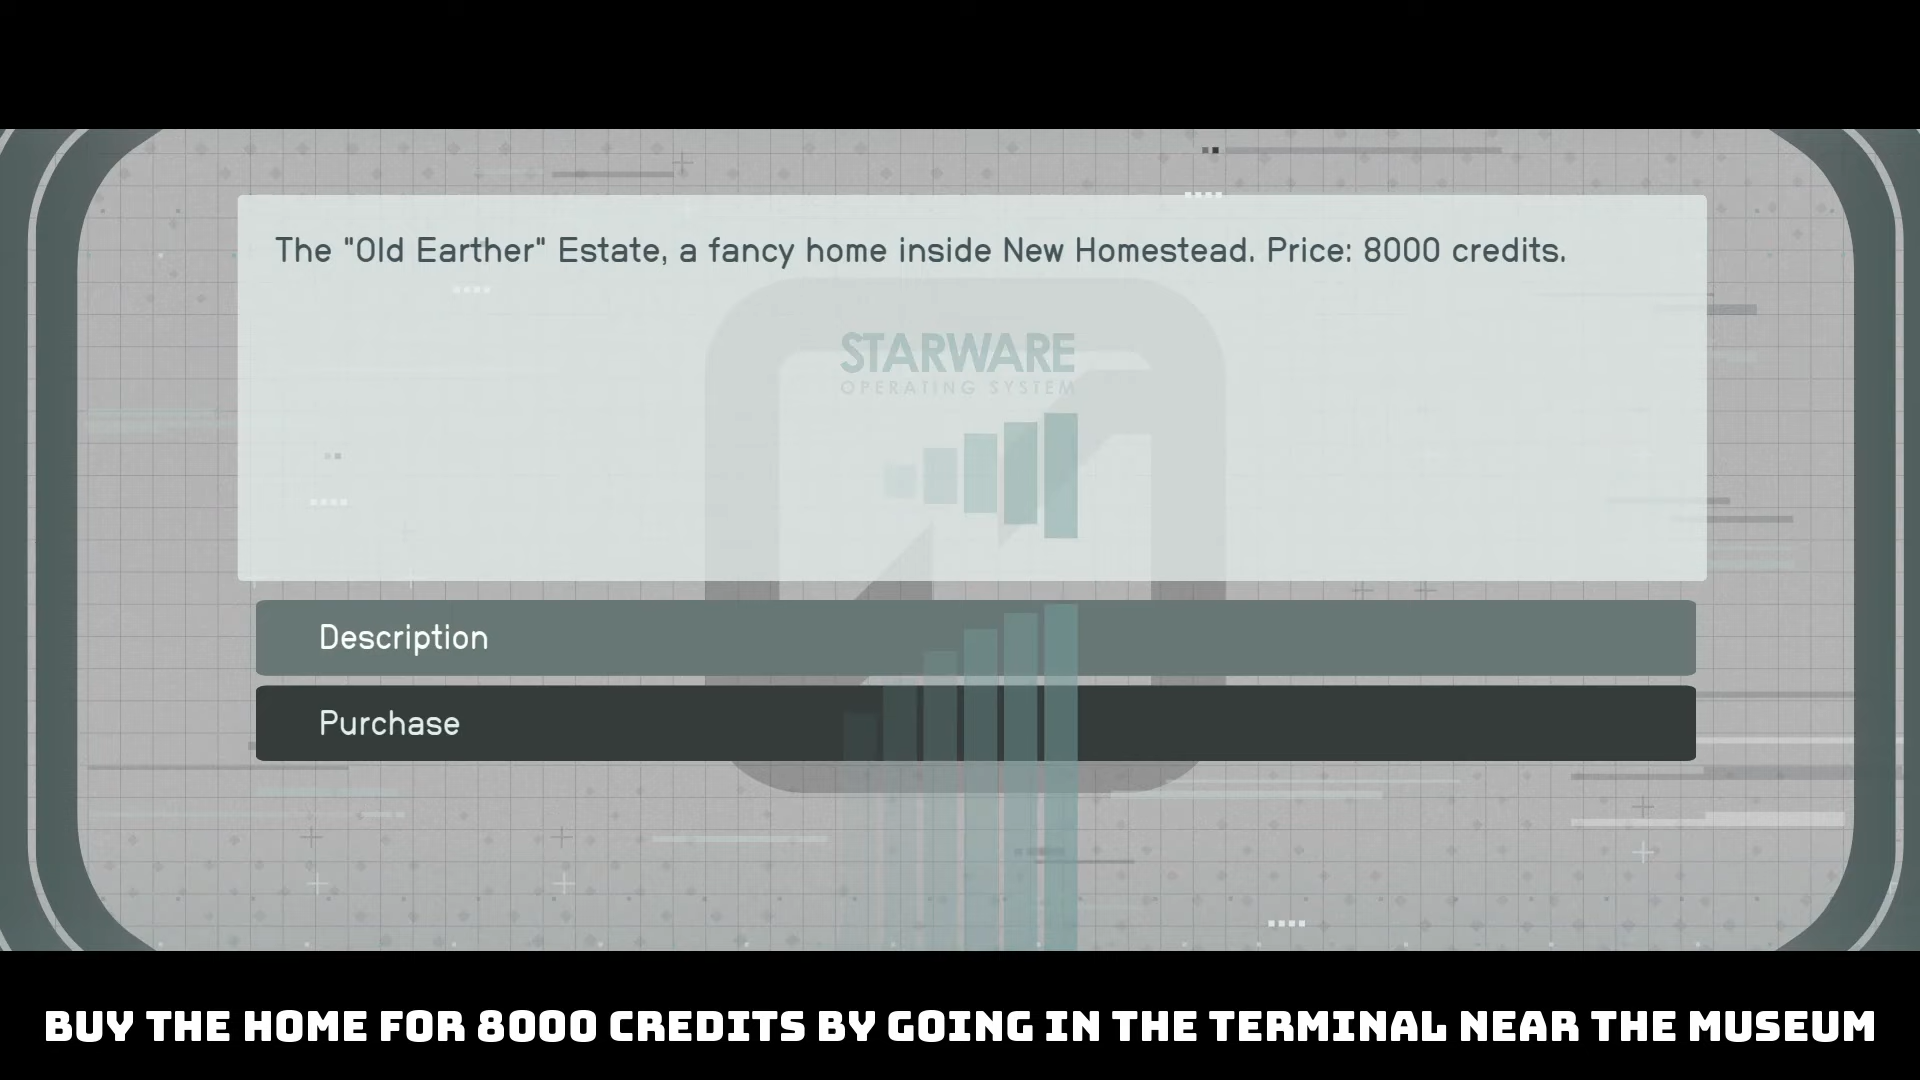 The "Old Earther" Estate, a fancy home inside New Homestead. Price: 8000 credits.
STARWARE
OPERATING SYSTEM
Description
Purchase
BUY THE HOME FOR 8000 CREDITS BY GOING IN THE TERMINAL NEAR THE MUSEUM